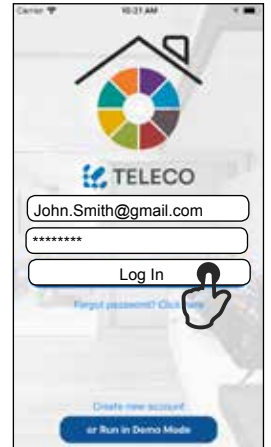 Carrier 10:21 AM
TELECO
John.Smith@gmail.com
********
Log In
Forgot password? Click here
Create new account
or Run in Demo Mode